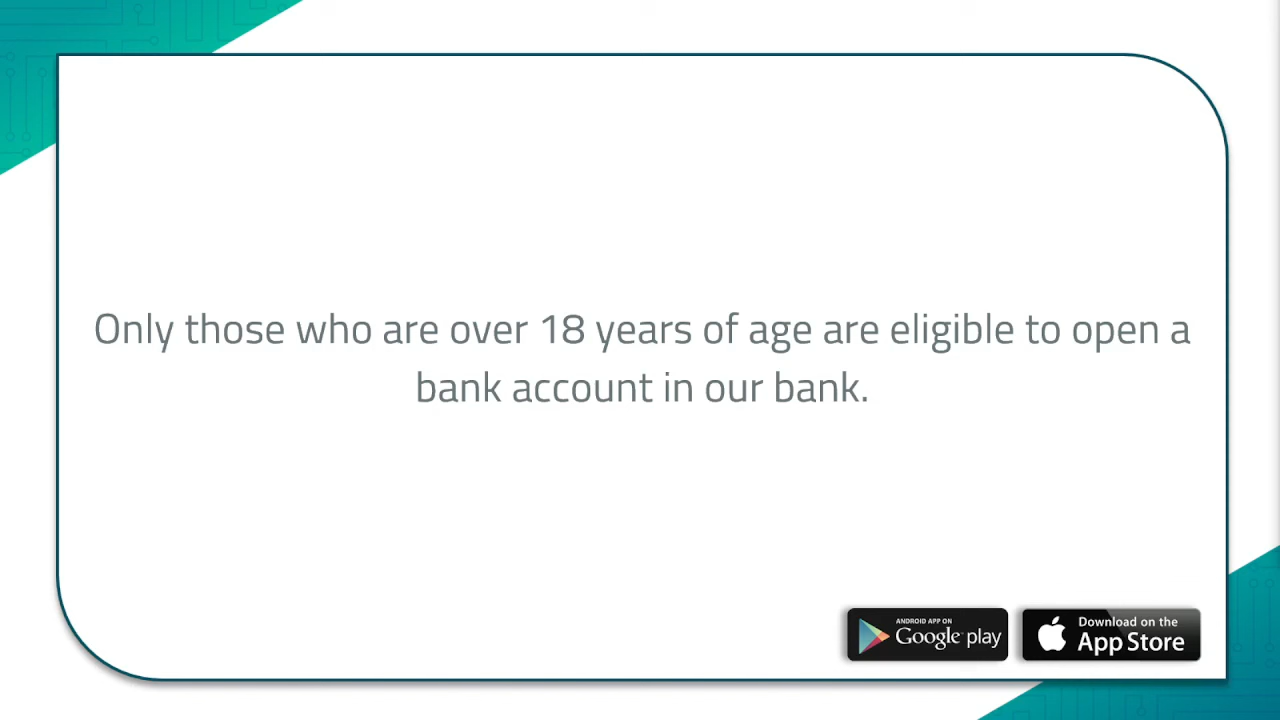 Only those who are over 18 years of age are eligible to open a
bank account in our bank.
ANDROID APP ON
Google play
Download on the
App Store